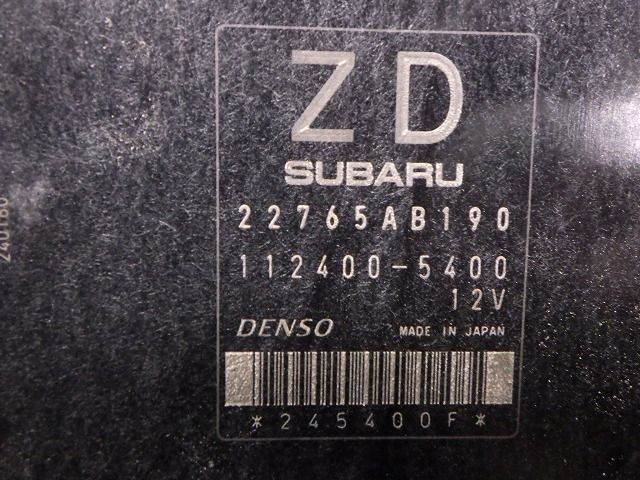 ZD
SUBARU
22765AB190
112400-5400
12V
DENSO MADE IN JAPAN
*245400F*